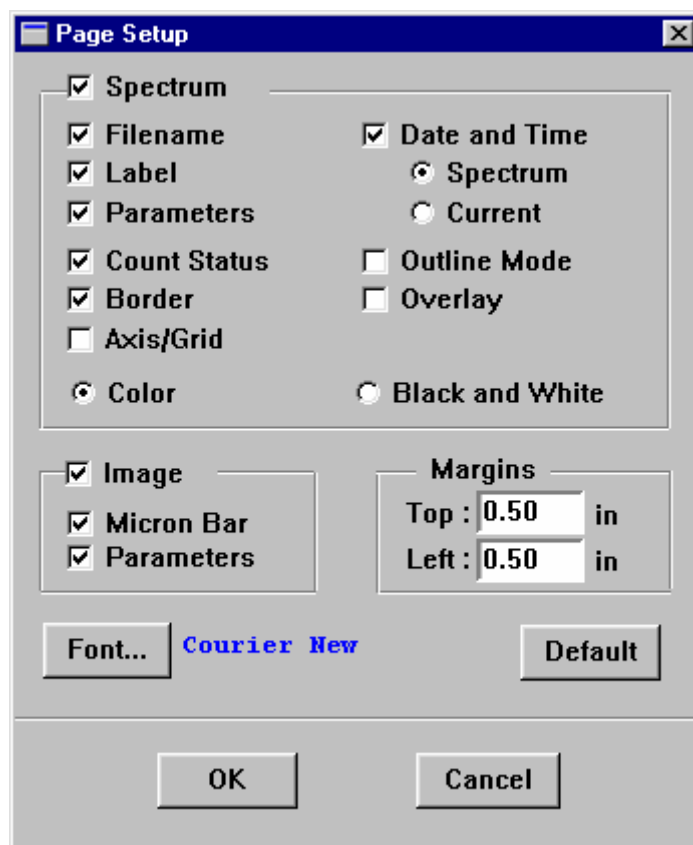 Page Setup
Spectrum
Filename
Date and Time
Label
Spectrum
Parameters
Current
Count Status
Outline Mode
Border
Overlay
Axis/Grid
Color
Black and White
Image
Micron Bar
Parameters
Margins
Top : 0.50 in
Left : 0.50 in
Font...
Courier New
Default
OK
Cancel